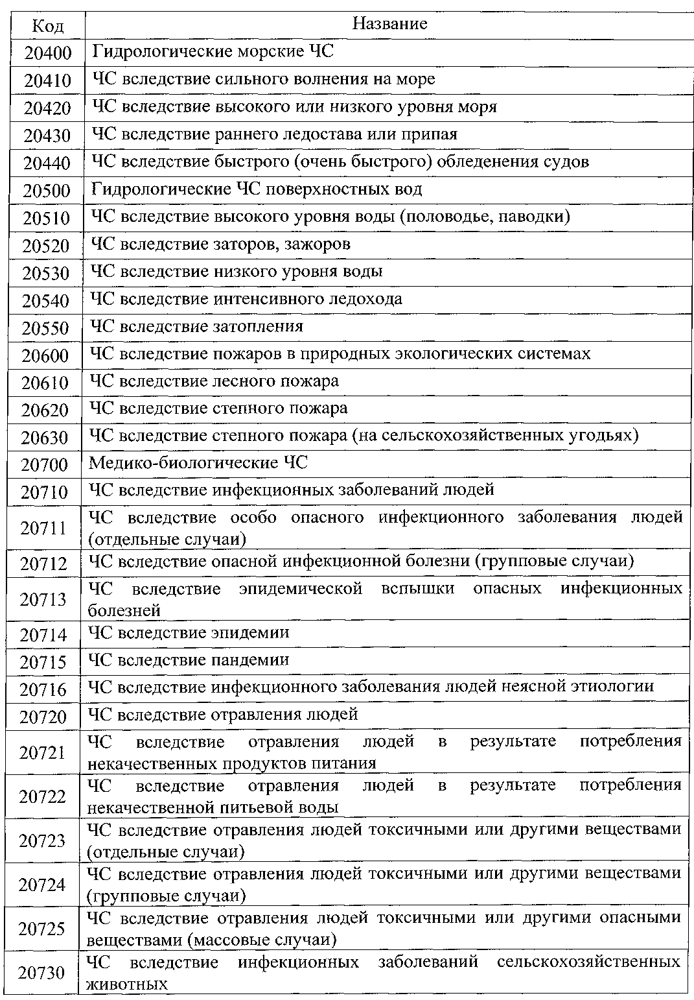 Код Название
20400 Гидрологические морские ЧС
20410 ЧС вследствие сильного волнения на море
20420 ЧС вследствие высокого или низкого уровня моря
20430 ЧС вследствие раннего ледостава или припая
20440 ЧС вследствие быстрого (очень быстрого) обледенения судов
20500 Гидрологические ЧС поверхностных вод
20510 ЧС вследствие высокого уровня воды (половодье, паводки)
20520 ЧС вследствие заторов, зажоров
20530 ЧС вследствие низкого уровня воды
20540 ЧС вследствие интенсивного ледохода
20550 ЧС вследствие затопления
20600 ЧС вследствие пожаров в природных экологических системах
20610 ЧС вследствие лесного пожара
20620 ЧС вследствие степного пожара
20630 ЧС вследствие степного пожара (на сельскохозяйственных угодьях)
20700 Медико-биологические ЧС
20710 ЧС вследствие инфекционных заболеваний людей
20711 ЧС вследствие особо опасного инфекционного заболевания людей
(отдельные случаи)
20712 ЧС вследствие опасной инфекционной болезни (групповые случаи)
20713 ЧС вследствие эпидемической вспышки опасных инфекционных
болезней
20714 ЧС вследствие эпидемии
20715 ЧС вследствие пандемии
20716 ЧС вследствие инфекционного заболевания людей неясной этиологии
20720 ЧС вследствие отравления людей
20721 ЧС вследствие отравления людей в результате потребления
некачественных продуктов питания
20722 ЧС вследствие отравления людей в результате потребления
некачественной питьевой воды
20723 ЧС вследствие отравления людей токсичными или другими веществами
(отдельные случаи)
20724 ЧС вследствие отравления людей токсичными или другими веществами
(групповые случаи)
20725 ЧС вследствие отравления людей токсичными или другими опасными
веществами (массовые случаи)
20730 ЧС вследствие инфекционных заболеваний сельскохозяйственных
животных